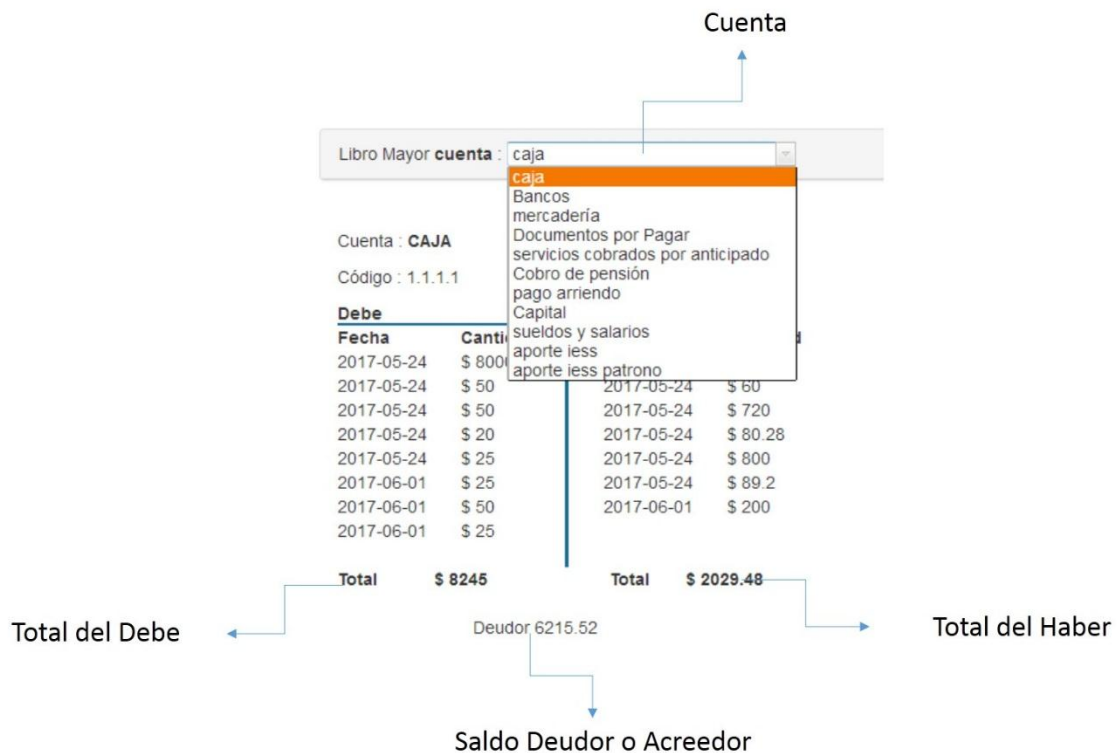 Cuenta
Libro Mayor cuenta : caja
caja
Bancos
mercadería
Documentos por Pagar
servicios cobrados por anticipado
Cobro de pensión
pago arriendo
Capital
sueldos y salarios
aporte iess
aporte iess patrono
Cuenta : CAJA
Código : 1.1.1.1
Debe
Fecha
2017-05-24 $ 8000
2017-05-24 $ 50 2017-05-24 $ 60
2017-05-24 $ 50 2017-05-24 $ 720
2017-05-24 $ 20 2017-05-24 $ 80.28
2017-05-24 $ 25 2017-05-24 $ 800
2017-06-01 $ 25 2017-05-24 $ 89.2
2017-06-01 $ 50 2017-06-01 $ 200
2017-06-01 $ 25
Total $ 8245 Total $ 2029.48
Total del Debe Deudor 6215.52 Total del Haber
Saldo Deudor o Acreedor